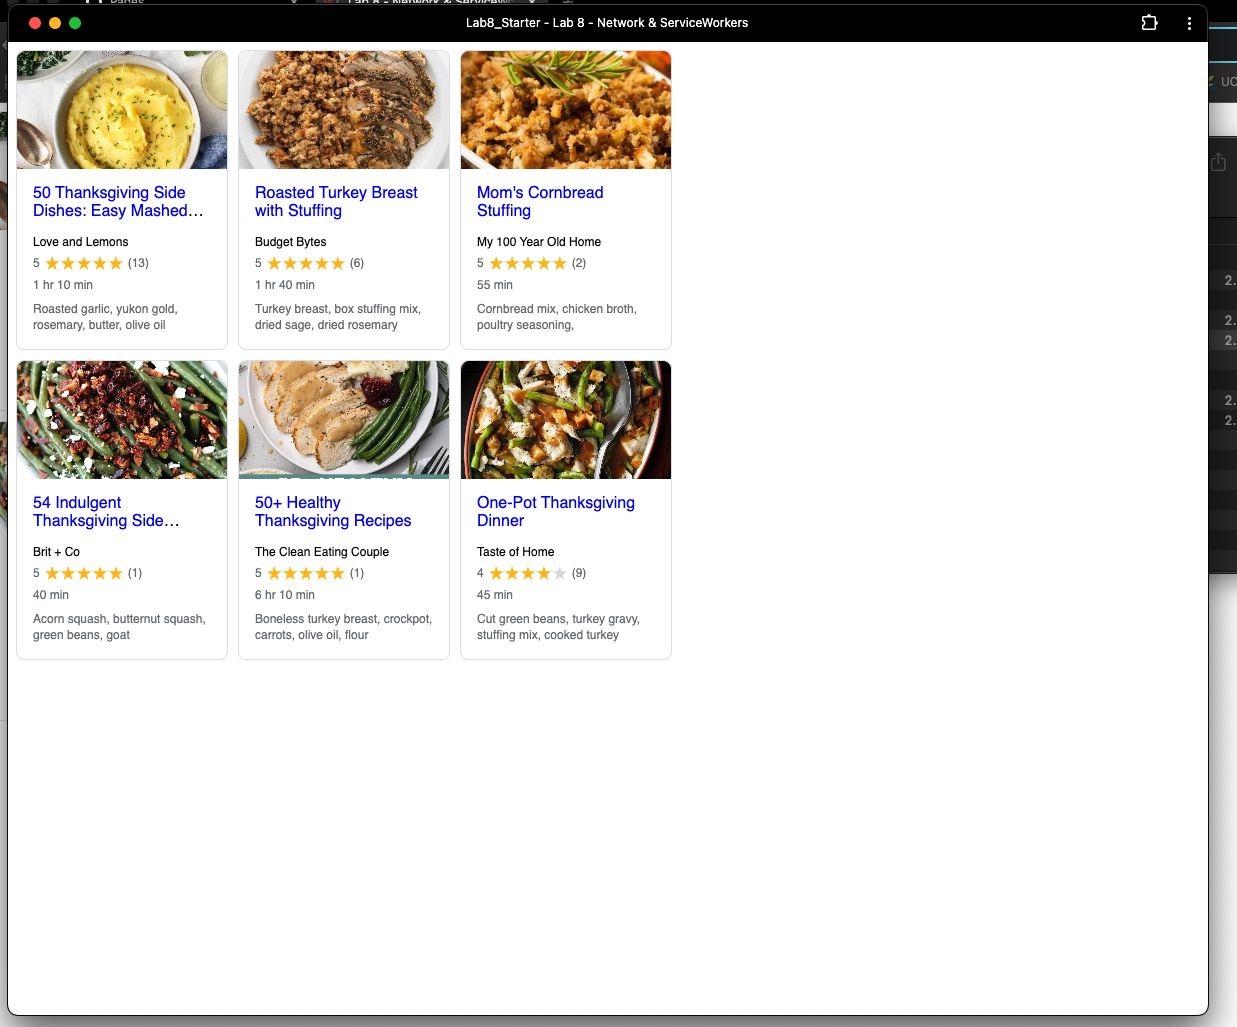 Lab8_Starter - Lab 8 - Network & ServiceWorkers
50 Thanksgiving Side
Dishes: Easy Mashed…
Love and Lemons
5 ★★★★★ (13)
1 hr 10 min
Roasted garlic, yukon gold,
rosemary, butter, olive oil
Roasted Turkey Breast
with Stuffing
Budget Bytes
5 ★★★★★ (6)
1 hr 40 min
Turkey breast, box stuffing mix,
dried sage, dried rosemary
Mom's Cornbread
Stuffing
My 100 Year Old Home
5 ★★★★★ (2)
55 min
Cornbread mix, chicken broth,
poultry seasoning,
54 Indulgent
Thanksgiving Side…
Brit + Co
5 ★★★★★ (1)
40 min
Acorn squash, butternut squash,
green beans, goat
50+ Healthy
Thanksgiving Recipes
The Clean Eating Couple
5 ★★★★★ (1)
6 hr 10 min
Boneless turkey breast, crockpot,
carrots, olive oil, flour
One-Pot Thanksgiving
Dinner
Taste of Home
4 ★★★★★ (9)
45 min
Cut green beans, turkey gravy,
stuffing mix, cooked turkey
UC
2.
2.
2.
2.
2.